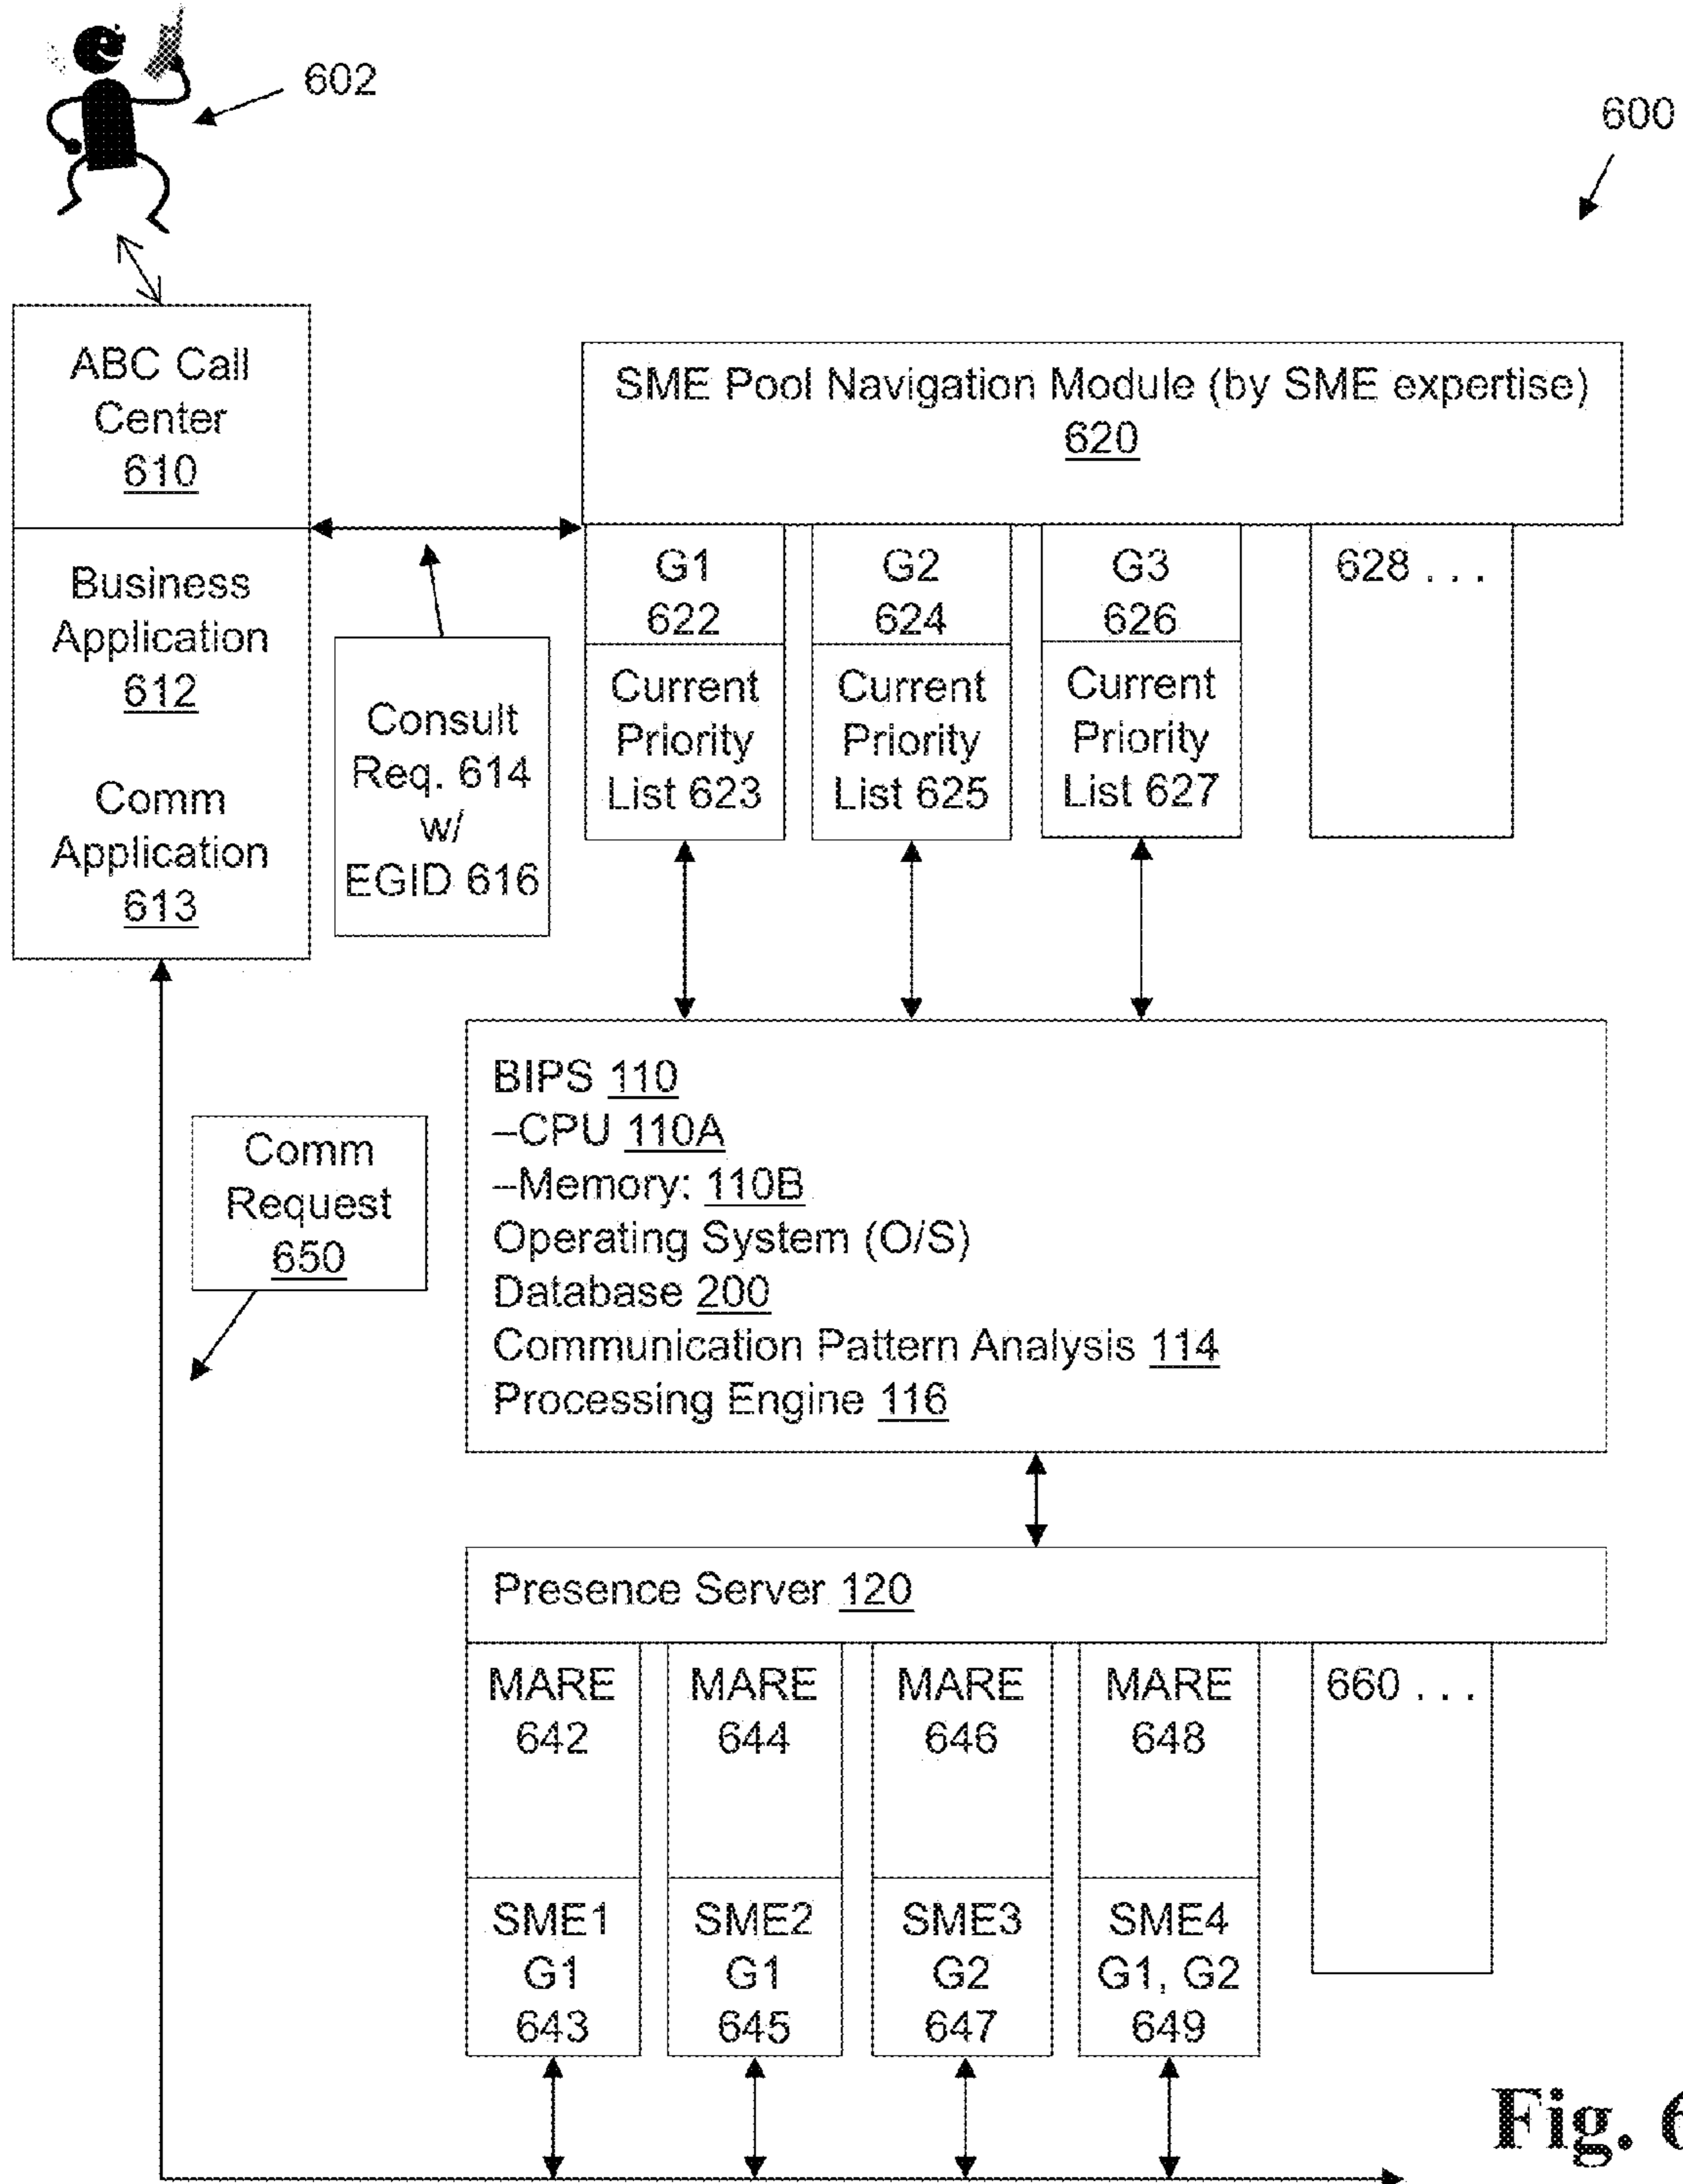 602
600
ABC Call
Center
610
Business
Application
612
Comm
Application
613
Consult
Req. 614
w/
EGID 616
SME Pool Navigation Module (by SME expertise)
620
G1
622
Current
Priority
List 623
G2
624
Current
Priority
List 625
G3
626
Current
Priority
List 627
628 . . .
Comm
Request
650
BIPS 110
–CPU 110A
–Memory: 110B
Operating System (O/S)
Database 200
Communication Pattern Analysis 114
Processing Engine 116
Presence Server 120
MARE
642
SME1
G1
643
MARE
644
SME2
G1
645
MARE
646
SME3
G2
647
MARE
648
SME4
G1, G2
649
660 . . .
Fig. 6